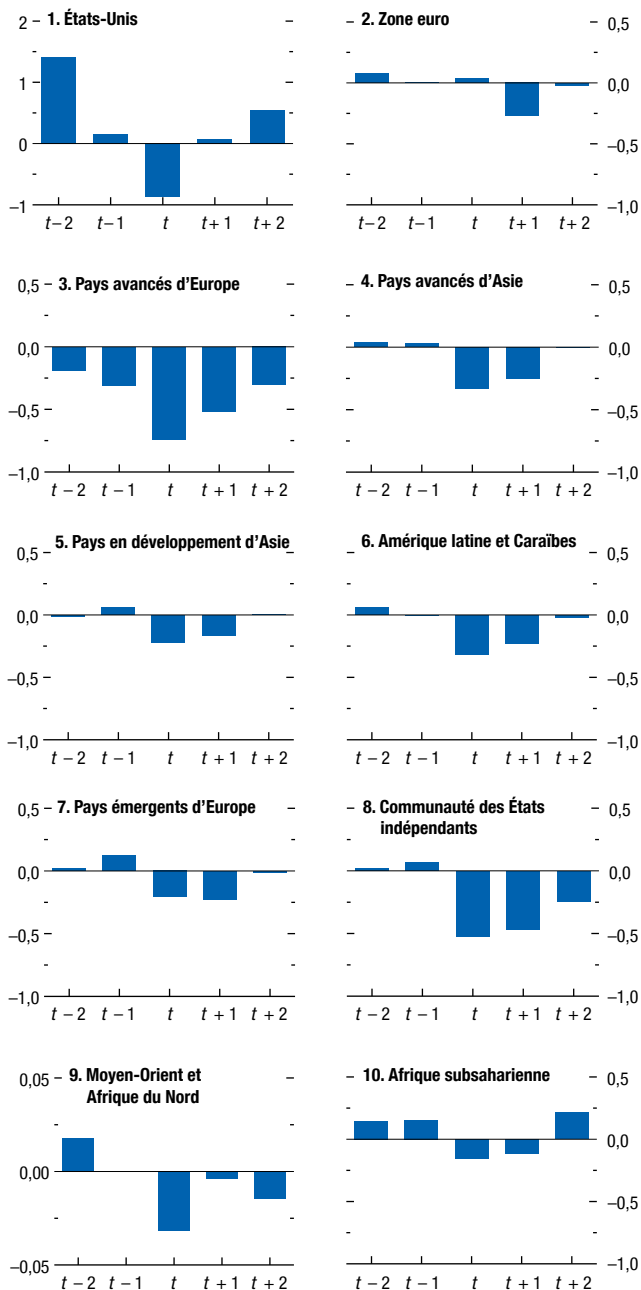 1. États-Unis
2
1
0
–1
t–2 t–1 t t+1 t+2
2. Zone euro
0,5
0,0
–0,5
–1,0
t–2 t–1 t t+1 t+2
3. Pays avancés d’Europe
0,5
0,0
–0,5
–1,0
t – 2 t – 1 t t + 1 t + 2
4. Pays avancés d’Asie
0,5
0,0
–0,5
–1,0
t – 2 t – 1 t t + 1 t + 2
5. Pays en développement d’Asie
0,5
0,0
–0,5
–1,0
t – 2 t – 1 t t + 1 t + 2
6. Amérique latine et Caraïbes
0,5
0,0
–0,5
–1,0
t – 2 t – 1 t t + 1 t + 2
7. Pays émergents d’Europe
0,5
0,0
–0,5
–1,0
t – 2 t – 1 t t + 1 t + 2
8. Communauté des États
indépendants
0,5
0,0
–0,5
–1,0
t – 2 t – 1 t t + 1 t + 2
9. Moyen-Orient et
Afrique du Nord
0,05
0,00
–0,05
t – 2 t – 1 t t + 1 t + 2
10. Afrique subsaharienne
0,5
0,0
–0,5
–1,0
t – 2 t – 1 t t + 1 t + 2